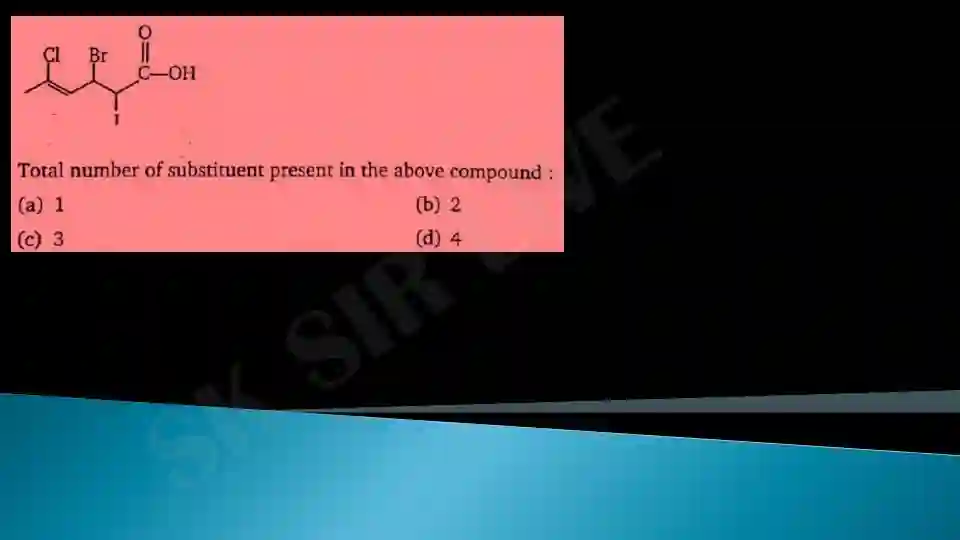 O
Cl Br
C—OH
I
Total number of substituent present in the above compound :
(a) 1 (b) 2
(c) 3 (d) 4
SK SIR LIVE